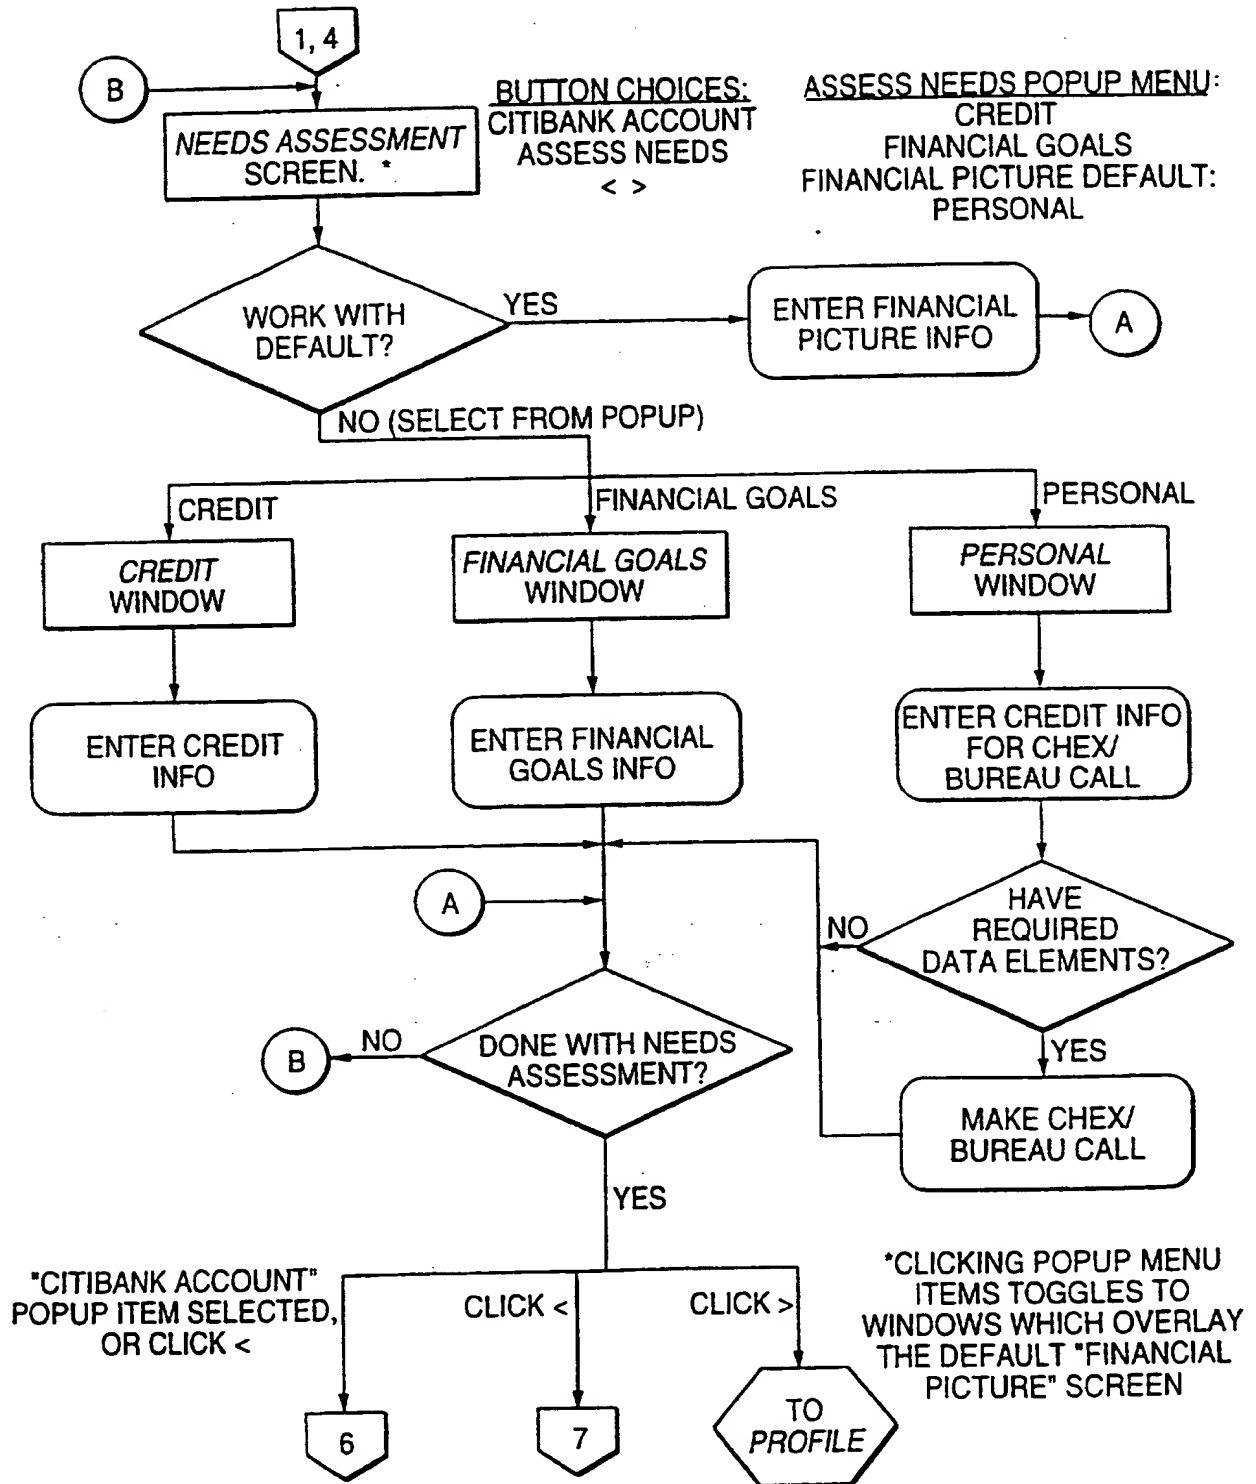 1, 4
B
BUTTON CHOICES:
CITIBANK ACCOUNT
ASSESS NEEDS
< >
ASSESS NEEDS POPUP MENU:
CREDIT
FINANCIAL GOALS
FINANCIAL PICTURE DEFAULT:
PERSONAL
NEEDS ASSESSMENT
SCREEN. *
WORK WITH
DEFAULT?
YES
ENTER FINANCIAL
PICTURE INFO
A
NO (SELECT FROM POPUP)
CREDIT
FINANCIAL GOALS
PERSONAL
CREDIT
WINDOW
FINANCIAL GOALS
WINDOW
PERSONAL
WINDOW
ENTER CREDIT
INFO
ENTER FINANCIAL
GOALS INFO
ENTER CREDIT INFO
FOR CHEX/
BUREAU CALL
A
HAVE
REQUIRED
DATA ELEMENTS?
NO
YES
B
NO
DONE WITH NEEDS
ASSESSMENT?
MAKE CHEX/
BUREAU CALL
YES
"CITIBANK ACCOUNT"
POPUP ITEM SELECTED,
OR CLICK <
CLICK <
CLICK >
*CLICKING POPUP MENU
ITEMS TOGGLES TO
WINDOWS WHICH OVERLAY
THE DEFAULT "FINANCIAL
PICTURE" SCREEN
6
7
TO
PROFILE